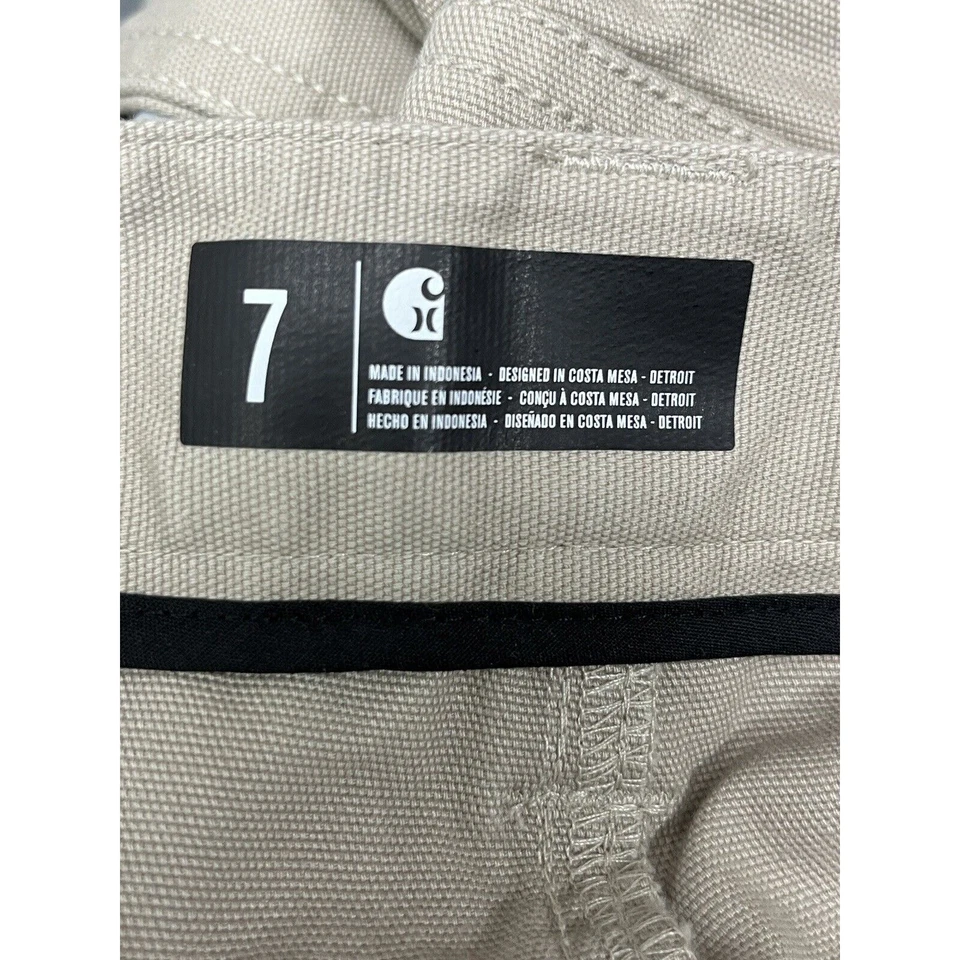 7
MADE IN INDONESIA - DESIGNED IN COSTA MESA - DETROIT
FABRIQUE EN INDONÉSIE - CONÇU À COSTA MESA - DETROIT
HECHO EN INDONESIA - DISEÑADO EN COSTA MESA - DETROIT